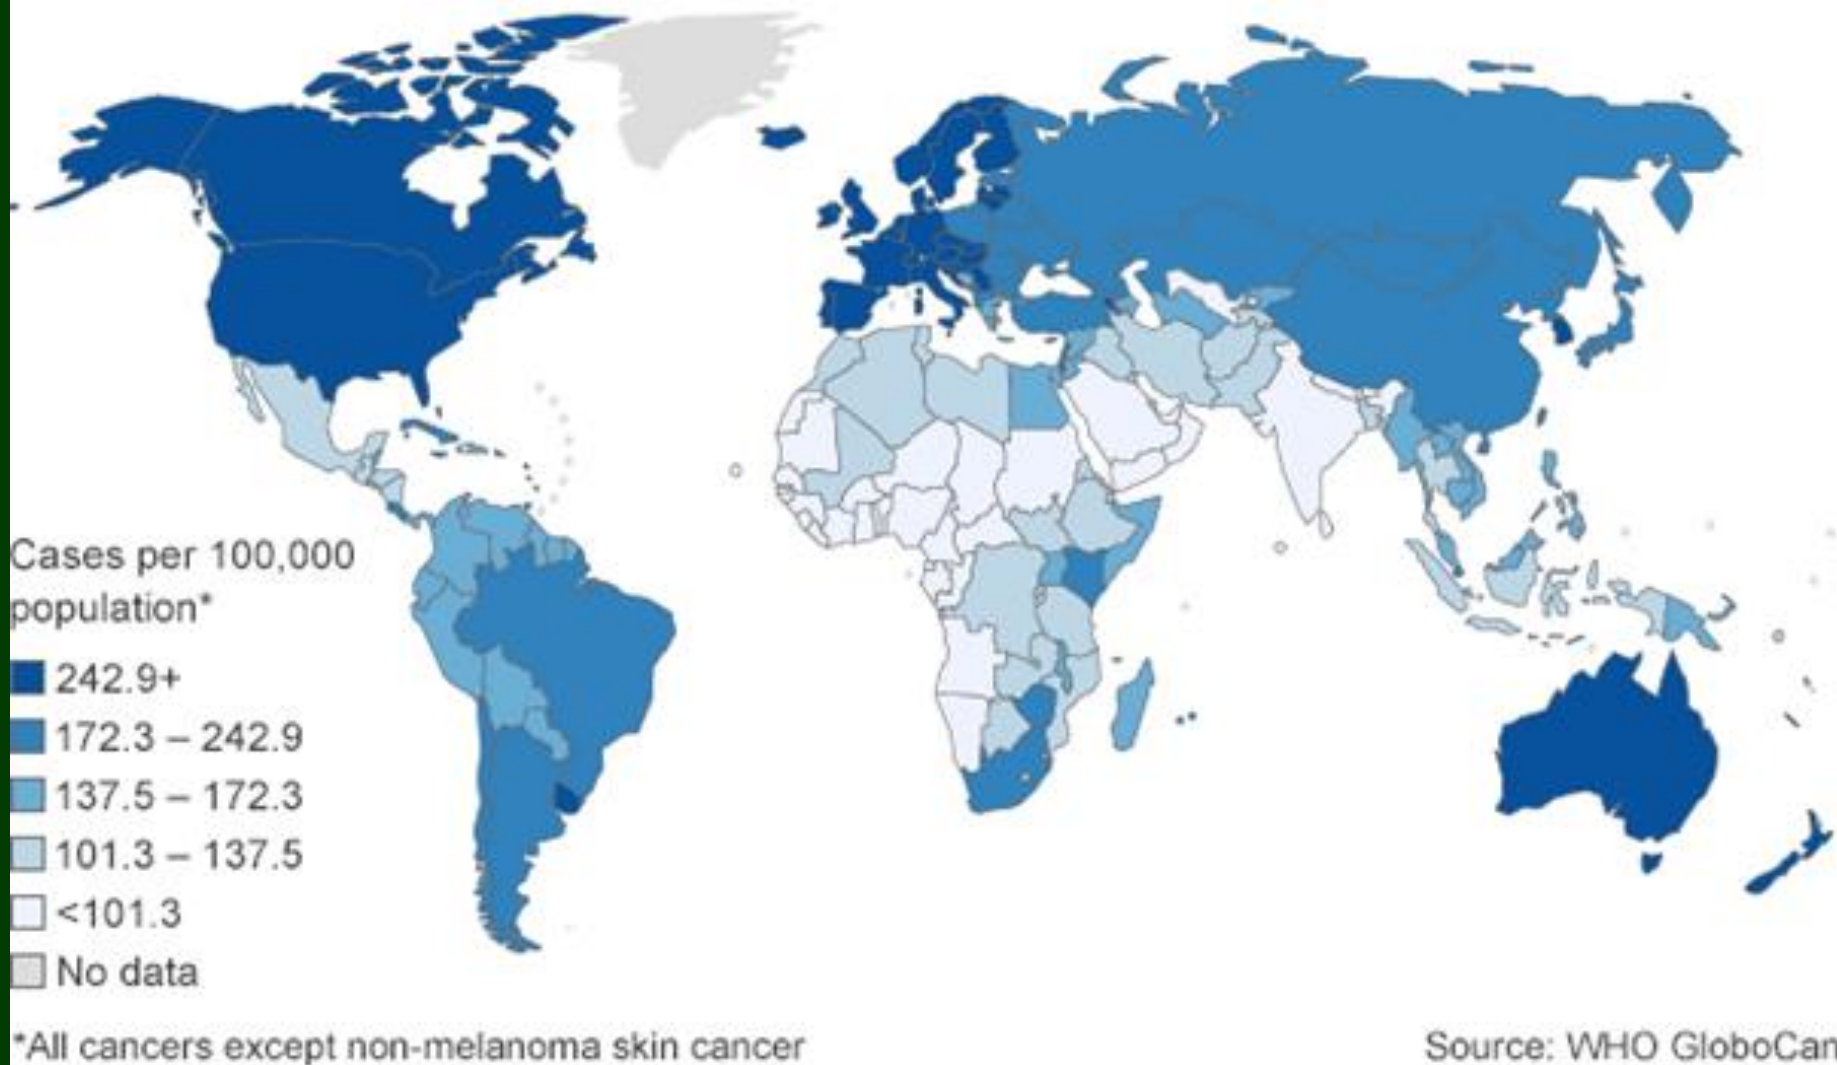 Cases per 100,000
population*
242.9+
172.3 – 242.9
137.5 – 172.3
101.3 – 137.5
<101.3
No data
*All cancers except non-melanoma skin cancer
Source: WHO GloboCan